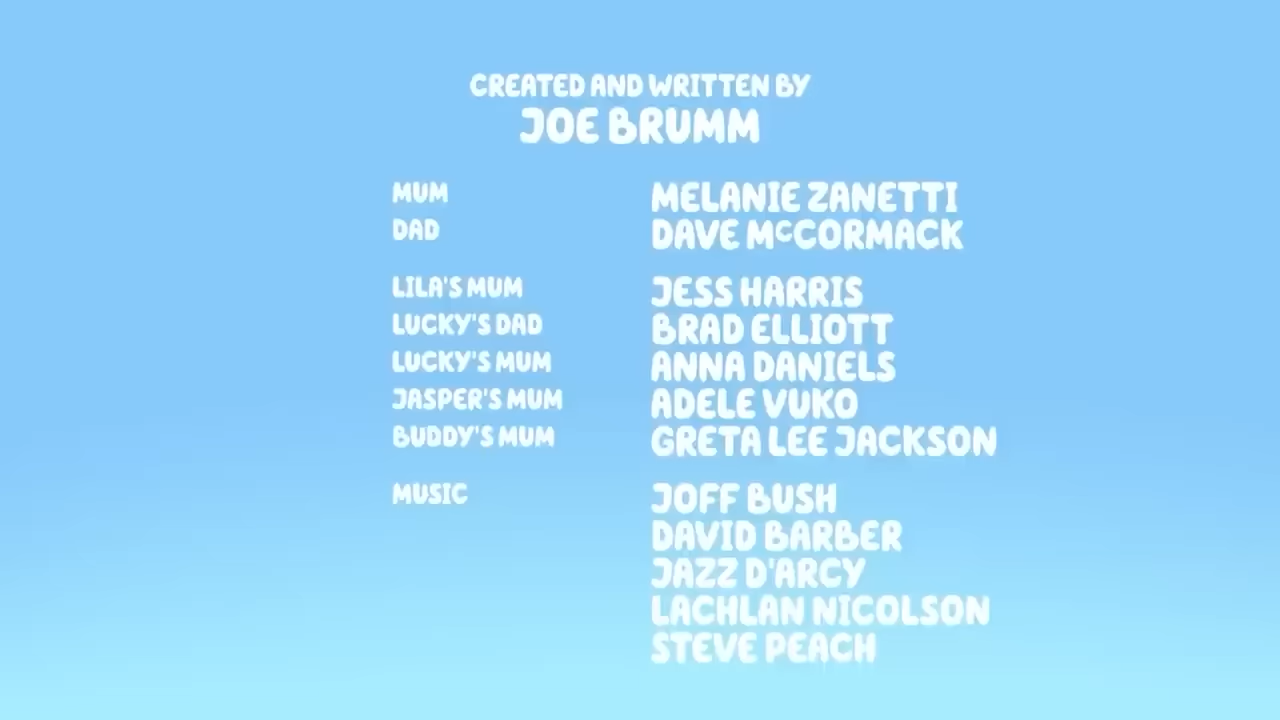 CREATED AND WRITTEN BY
JOE BRUMM
MUM MELANIE ZANETTI
DAD DAVE McCORMACK
LILA'S MUM JESS HARRIS
LUCKY'S DAD BRAD ELLIOTT
LUCKY'S MUM ANNA DANIELS
JASPER'S MUM ADELE VUKO
BUDDY'S MUM GRETA LEE JACKSON
MUSIC JOFF BUSH
DAVID BARBER
JAZZ D'ARCY
LACHLAN NICOLSON
STEVE PEACH